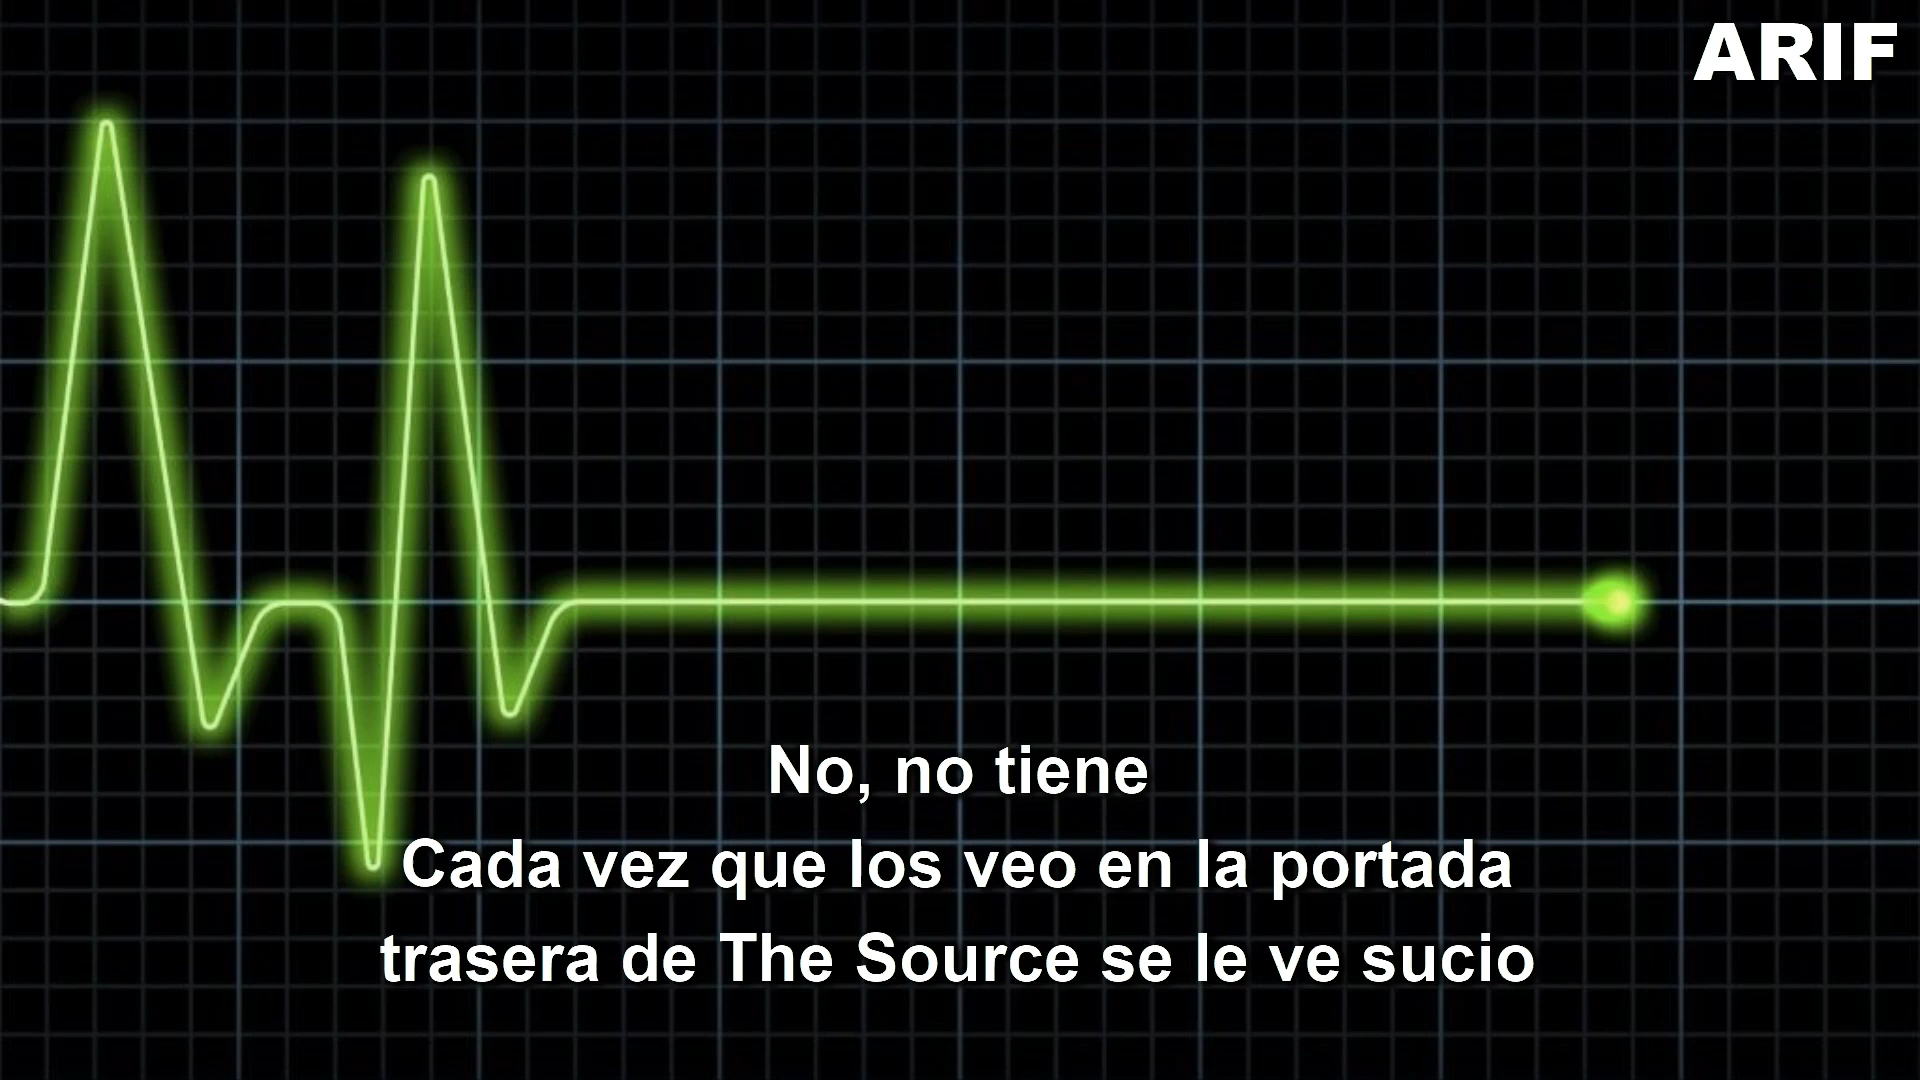 ARIF
No, no tiene
Cada vez que los veo en la portada
trasera de The Source se le ve sucio